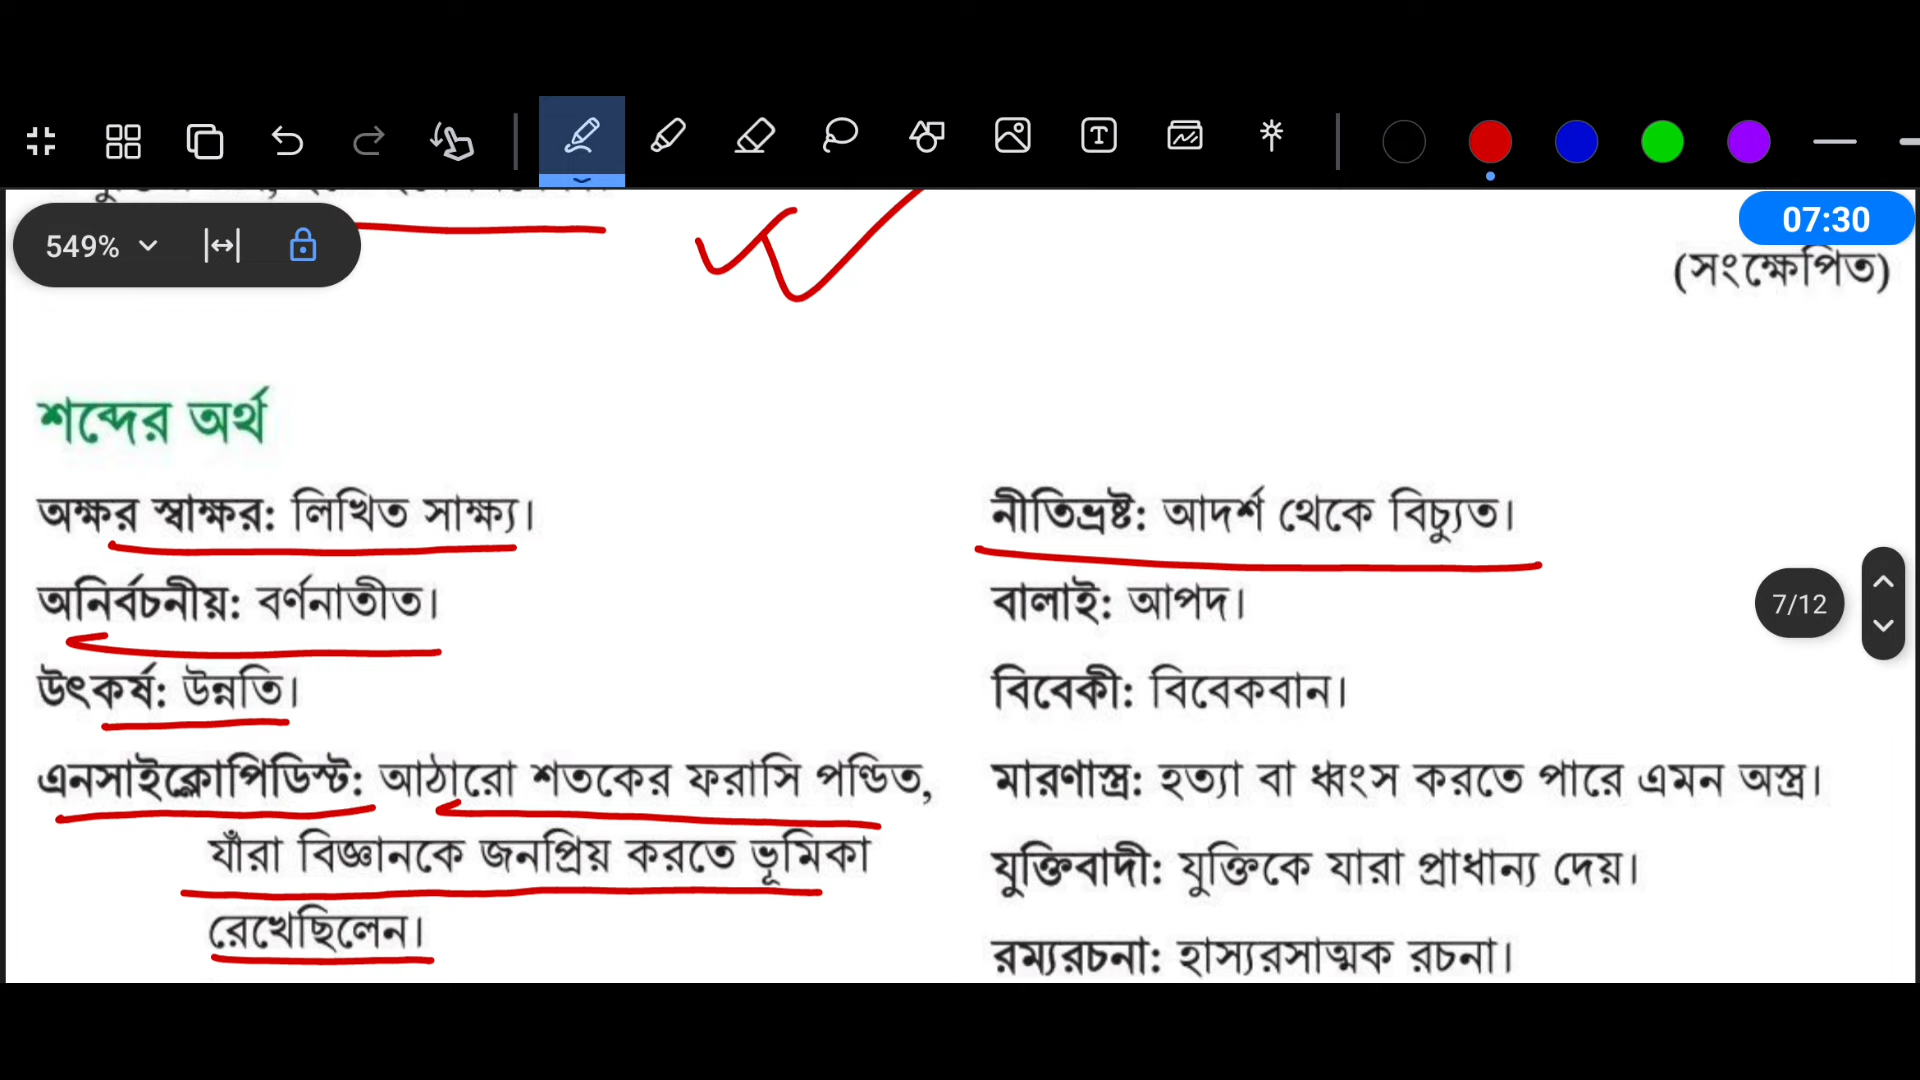 549%
07:30
(সংক্ষেপিত)
শব্দের অর্থ
অক্ষর স্বাক্ষর: লিখিত সাক্ষ্য।
অনির্বচনীয়: বর্ণনাতীত।
উৎকর্ষ: উন্নতি।
এনসাইক্লোপিডিস্ট: আঠারো শতকের ফরাসি পণ্ডিত,
যাঁরা বিজ্ঞানকে জনপ্রিয় করতে ভূমিকা
রেখেছিলেন।
নীতিভ্রষ্ট: আদর্শ থেকে বিচ্যুত।
বালাই: আপদ।
বিবেকী: বিবেকবান।
মারণাস্ত্র: হত্যা বা ধ্বংস করতে পারে এমন অস্ত্র।
যুক্তিবাদী: যুক্তিকে যারা প্রাধান্য দেয়।
রম্যরচনা: হাস্যরসাত্মক রচনা।
7/12